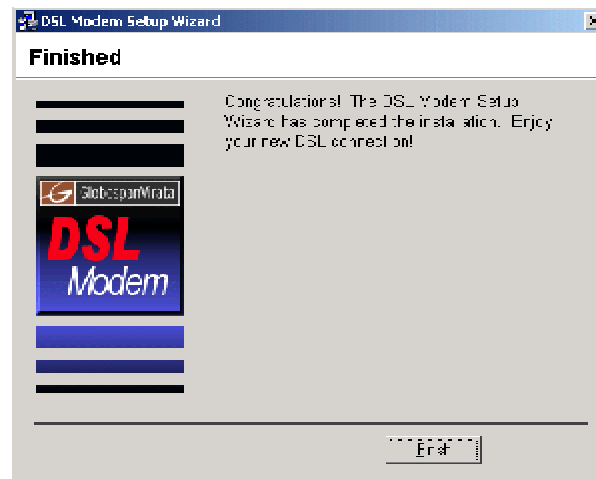 DSL Modem Setup Wizard
Finished
Congratulations! The DSL Modem Setup
Wizard has completed the installation. Enjoy
your new DSL connection!
GlobespanVirata
DSL
Modem
Finish